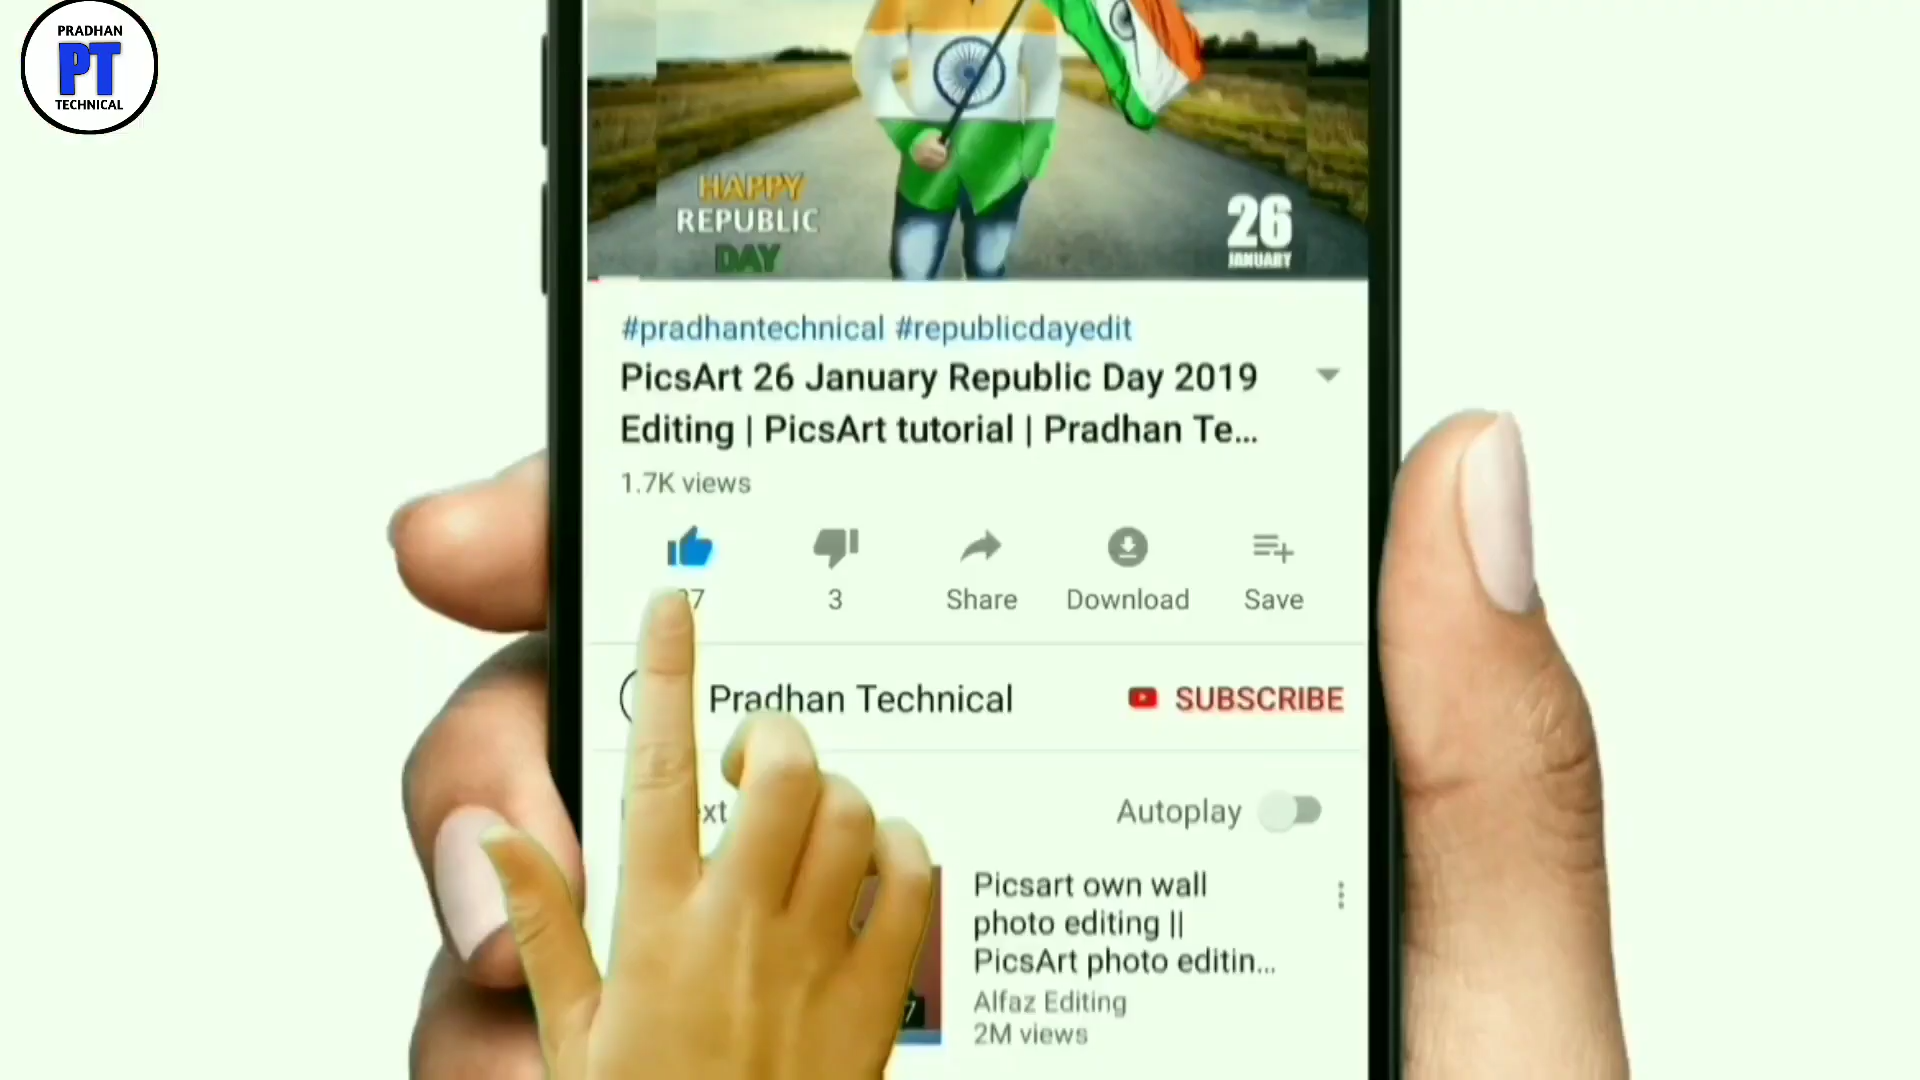 PRADHAN
PT
TECHNICAL
HAPPY
REPUBLIC
DAY
26
JANUARY
#pradhantechnical #republicdayedit
PicsArt 26 January Republic Day 2019
Editing | PicsArt tutorial | Pradhan Te...
1.7K views
3
Share
Download
Save
Pradhan Technical
SUBSCRIBE
Autoplay
Picsart own wall
photo editing ||
PicsArt photo editin...
Alfaz Editing
2M views